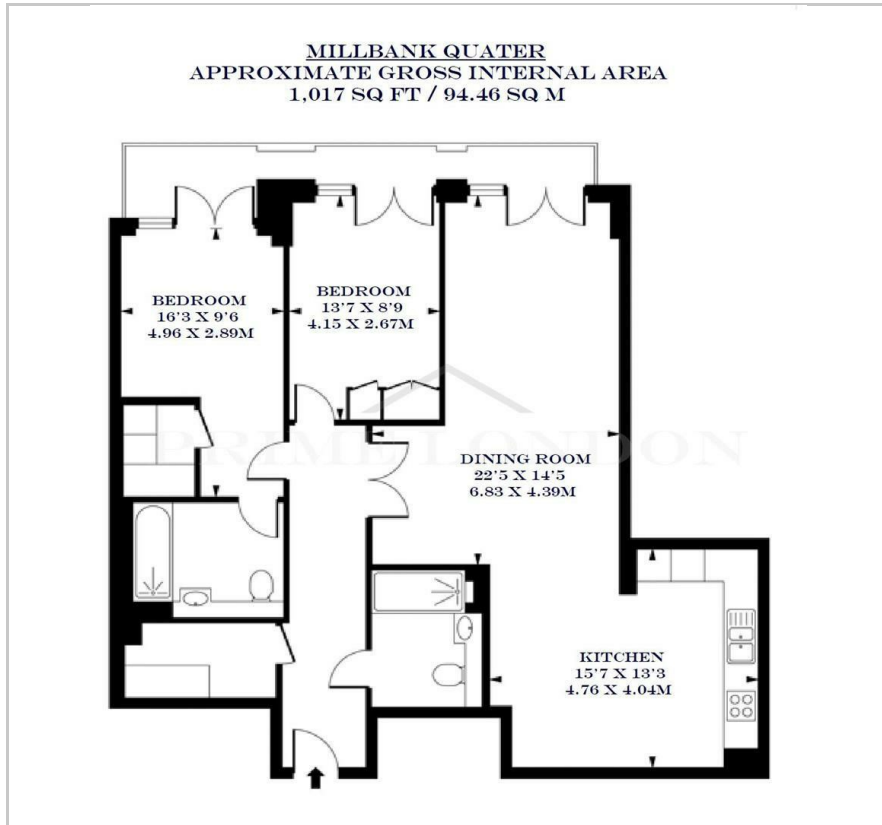 MILLBANK QUATER
APPROXIMATE GROSS INTERNAL AREA
1,017 SQ FT / 94.46 SQ M
BEDROOM
16'3 X 9'6
4.96 X 2.89M
BEDROOM
13'7 X 8'9
4.15 X 2.67M
PRIME LONDON
DINING ROOM
22'5 X 14'5
6.83 X 4.39M
KITCHEN
15'7 X 13'3
4.76 X 4.04M